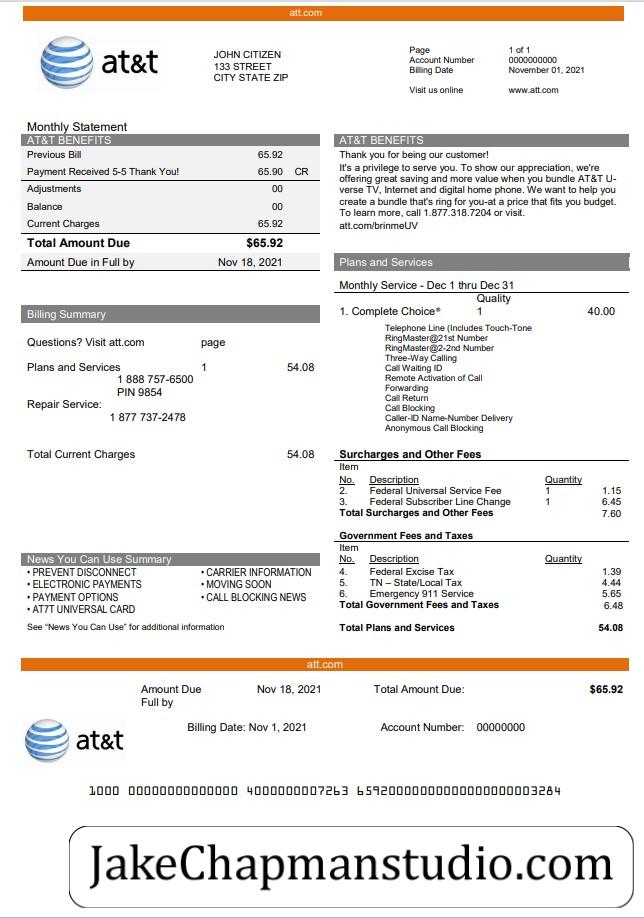 att.com
at&t
JOHN CITIZEN
133 STREET
CITY STATE ZIP
Page 1 of 1
Account Number 0000000000
Billing Date November 01, 2021
Visit us online www.att.com
Monthly Statement
AT&T BENEFITS
Previous Bill 65.92
Payment Received 5-5 Thank You! 65.90 CR
Adjustments 00
Balance 00
Current Charges 65.92
Total Amount Due $65.92
Amount Due in Full by Nov 18, 2021
Billing Summary
Questions? Visit att.com page
Plans and Services 1 54.08
1 888 757-6500
PIN 9854
Repair Service:
1 877 737-2478
Total Current Charges 54.08
News You Can Use Summary
• PREVENT DISCONNECT • CARRIER INFORMATION
• ELECTRONIC PAYMENTS • MOVING SOON
• PAYMENT OPTIONS • CALL BLOCKING NEWS
• AT7T UNIVERSAL CARD
See “News You Can Use” for additional information
AT&T BENEFITS
Thank you for being our customer!
It's a privilege to serve you. To show our appreciation, we're
offering great saving and more value when you bundle AT&T U-
verse TV, Internet and digital home phone. We want to help you
create a bundle that's ring for you-at a price that fits you budget.
To learn more, call 1.877.318.7204 or visit.
att.com/brinmeUV
Plans and Services
Monthly Service - Dec 1 thru Dec 31
Quality
1. Complete Choice® 1 40.00
Telephone Line (Includes Touch-Tone
RingMaster@21st Number
RingMaster@2-2nd Number
Three-Way Calling
Call Waiting ID
Remote Activation of Call
Forwarding
Call Return
Call Blocking
Caller-ID Name-Number Delivery
Anonymous Call Blocking
Surcharges and Other Fees
Item
No. Description Quantity
2. Federal Universal Service Fee 1 1.15
3. Federal Subscriber Line Change 1 6.45
Total Surcharges and Other Fees 7.60
Government Fees and Taxes
Item
No. Description Quantity
4. Federal Excise Tax 1.39
5. TN – State/Local Tax 4.44
6. Emergency 911 Service 5.65
Total Government Fees and Taxes 6.48
Total Plans and Services 54.08
att.com
Amount Due Nov 18, 2021 Total Amount Due: $65.92
Full by
Billing Date: Nov 1, 2021 Account Number: 00000000
at&t
JakeChapmanstudio.com